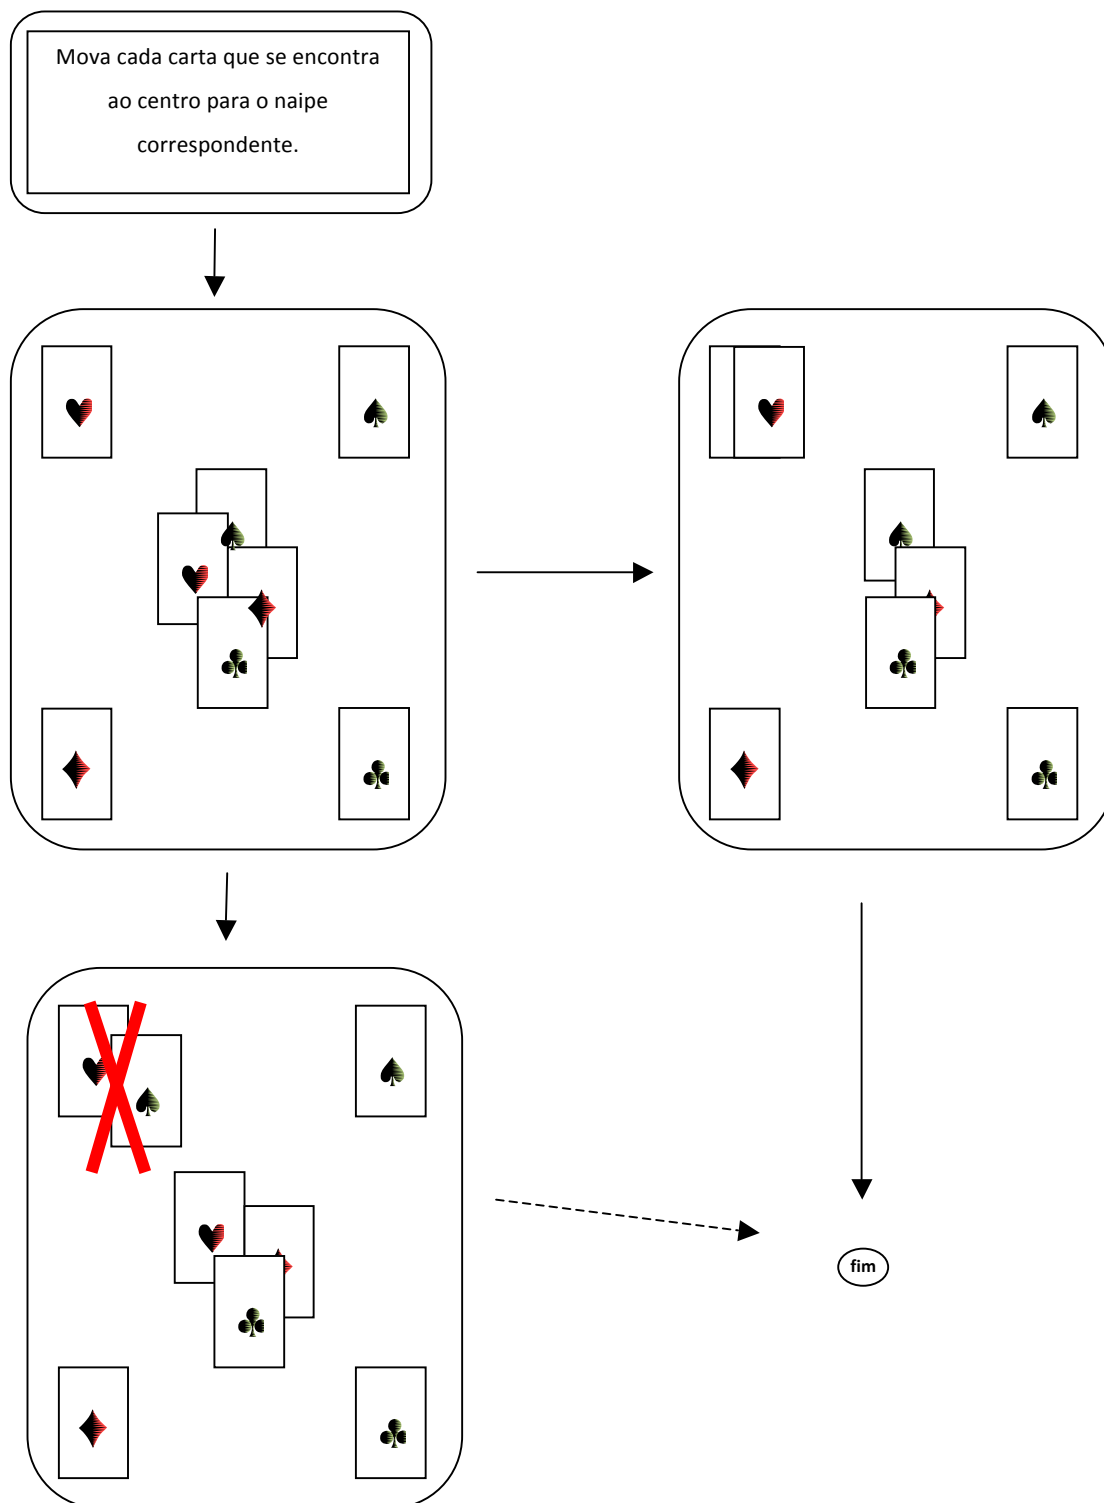 Mova cada carta que se encontra
ao centro para o naipe
correspondente.
fim